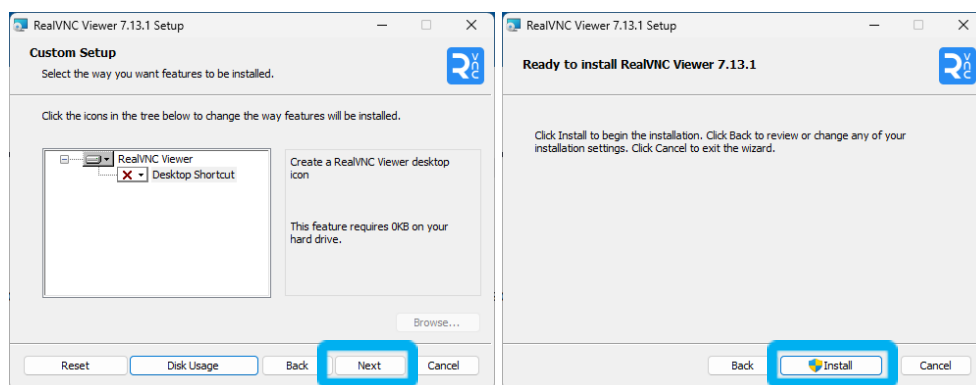 RealVNC Viewer 7.13.1 Setup
Custom Setup
Select the way you want features to be installed.
VNC
Click the icons in the tree below to change the way features will be installed.
RealVNC Viewer
Desktop Shortcut
Create a RealVNC Viewer desktop
icon
This feature requires 0KB on your
hard drive.
Browse...
Reset Disk Usage Back Next Cancel
RealVNC Viewer 7.13.1 Setup
Ready to install RealVNC Viewer 7.13.1
VNC
Click Install to begin the installation. Click Back to review or change any of your
installation settings. Click Cancel to exit the wizard.
Back Install Cancel